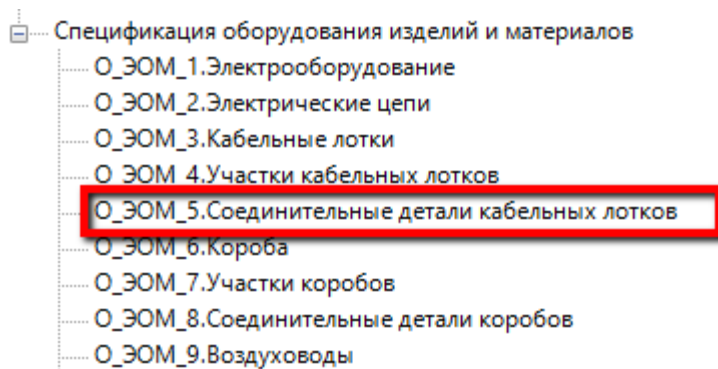 Спецификация оборудования изделий и материалов
О_ЭОМ_1.Электрооборудование
О_ЭОМ_2.Электрические цепи
О_ЭОМ_3.Кабельные лотки
О_ЭОМ_4.Участки кабельных лотков
О_ЭОМ_5.Соединительные детали кабельных лотков
О_ЭОМ_6.Короба
О_ЭОМ_7.Участки коробов
О_ЭОМ_8.Соединительные детали коробов
О_ЭОМ_9.Воздуховоды